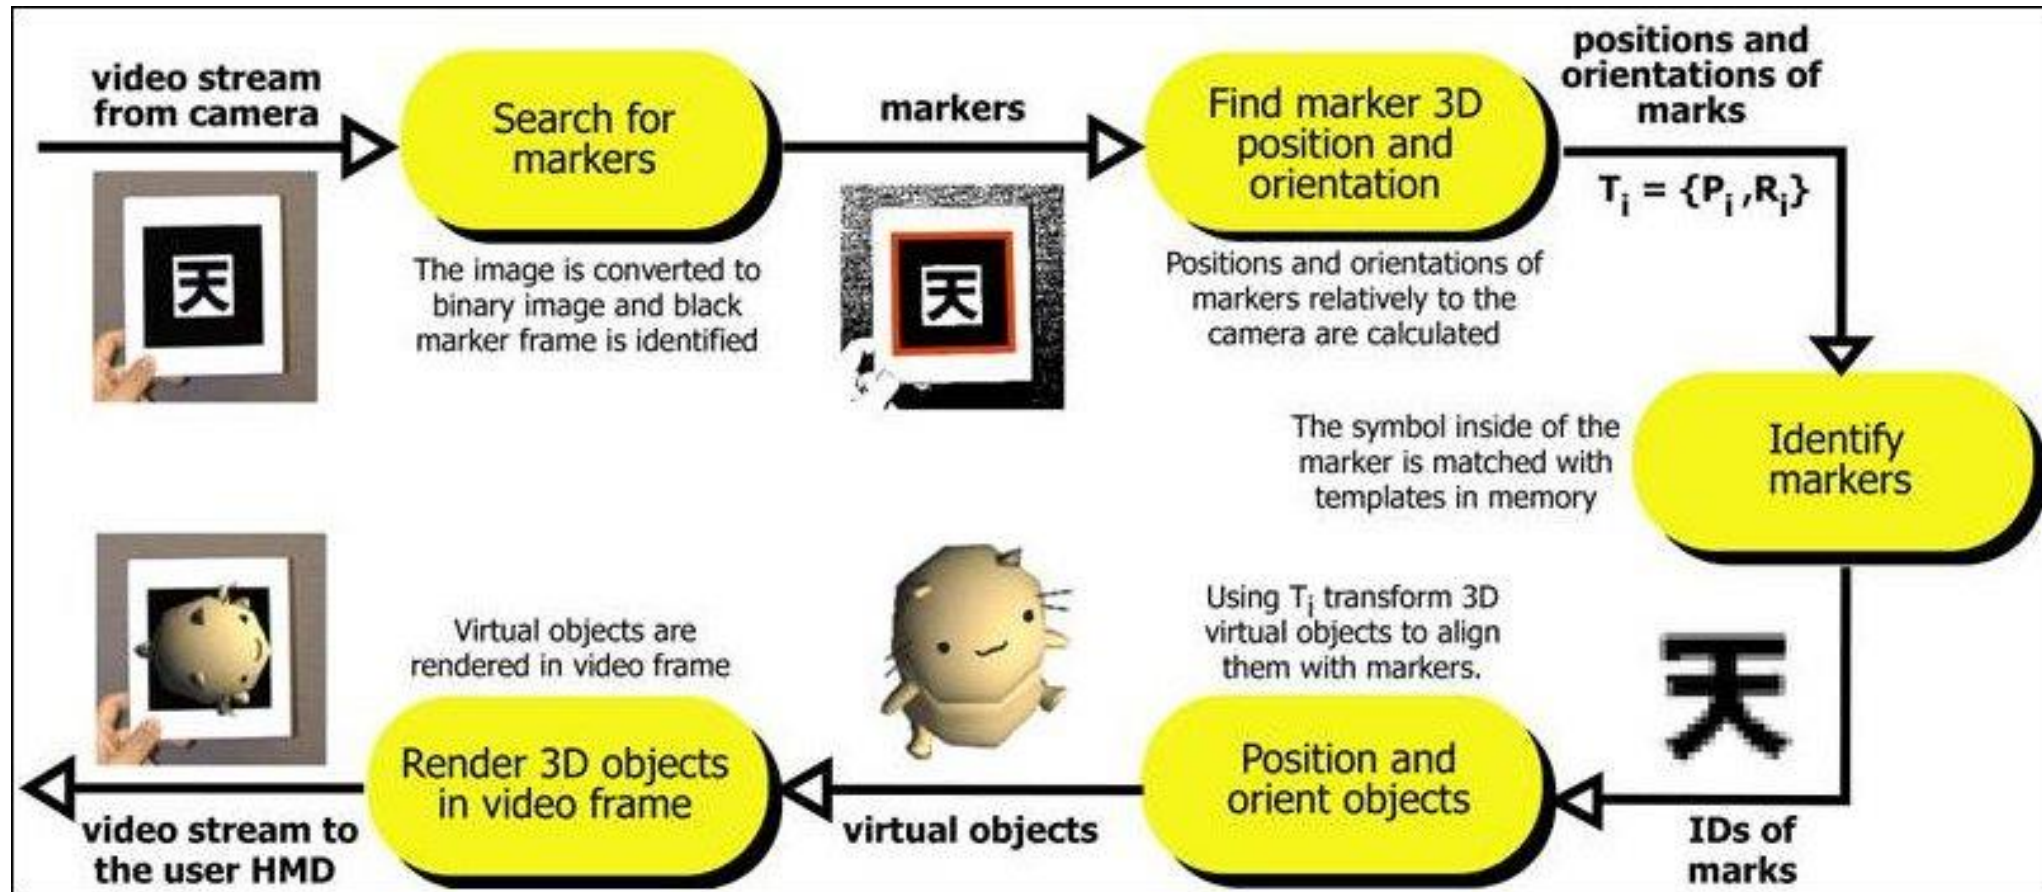 video stream
from camera
天
Search for
markers
The image is converted to
binary image and black
marker frame is identified
markers
天
Find marker 3D
position and
orientation
Positions and orientations of
markers relatively to the
camera are calculated
positions and
orientations of
marks
Ti = {Pi ,Ri}
Identify
markers
The symbol inside of the
marker is matched with
templates in memory
天
IDs of
marks
Using Ti transform 3D
virtual objects to align
them with markers.
Position and
orient objects
virtual objects
Virtual objects are
rendered in video frame
Render 3D objects
in video frame
video stream to
the user HMD